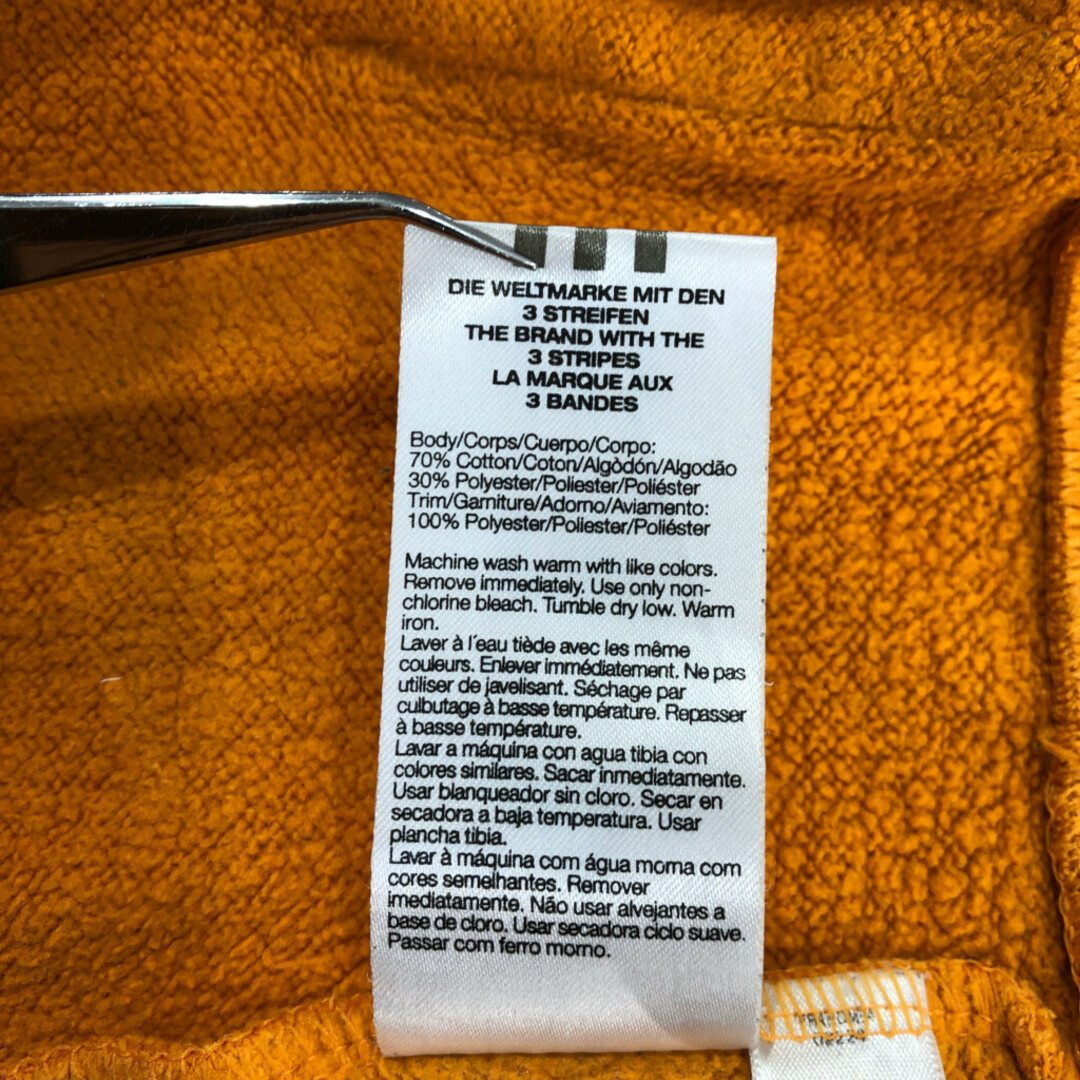 DIE WELTMARKE MIT DEN
3 STREIFEN
THE BRAND WITH THE
3 STRIPES
LA MARQUE AUX
3 BANDES
Body/Corps/Cuerpo/Corpo:
70% Cotton/Coton/Algòdón/Algodão
30% Polyester/Poliester/Poliéster
Trim/Garniture/Adorno/Aviamento:
100% Polyester/Poliester/Poliéster
Machine wash warm with like colors.
Remove immediately. Use only non-
chlorine bleach. Tumble dry low. Warm
iron.
Laver à l'eau tiède avec les même
couleurs. Enlever immédiatement. Ne pas
utiliser de javelisant. Séchage par
culbutage à basse température. Repasser
à basse température.
Lavar a máquina con agua tibia con
colores similares. Sacar inmediatamente.
Usar blanqueador sin cloro. Secar en
secadora a baja temperatura. Usar
plancha tibia.
Lavar à máquina com água morna com
cores semelhantes. Remover
imediatamente. Não usar alvejantes a
base de cloro. Usar secadora ciclo suave.
Passar com ferro morno.